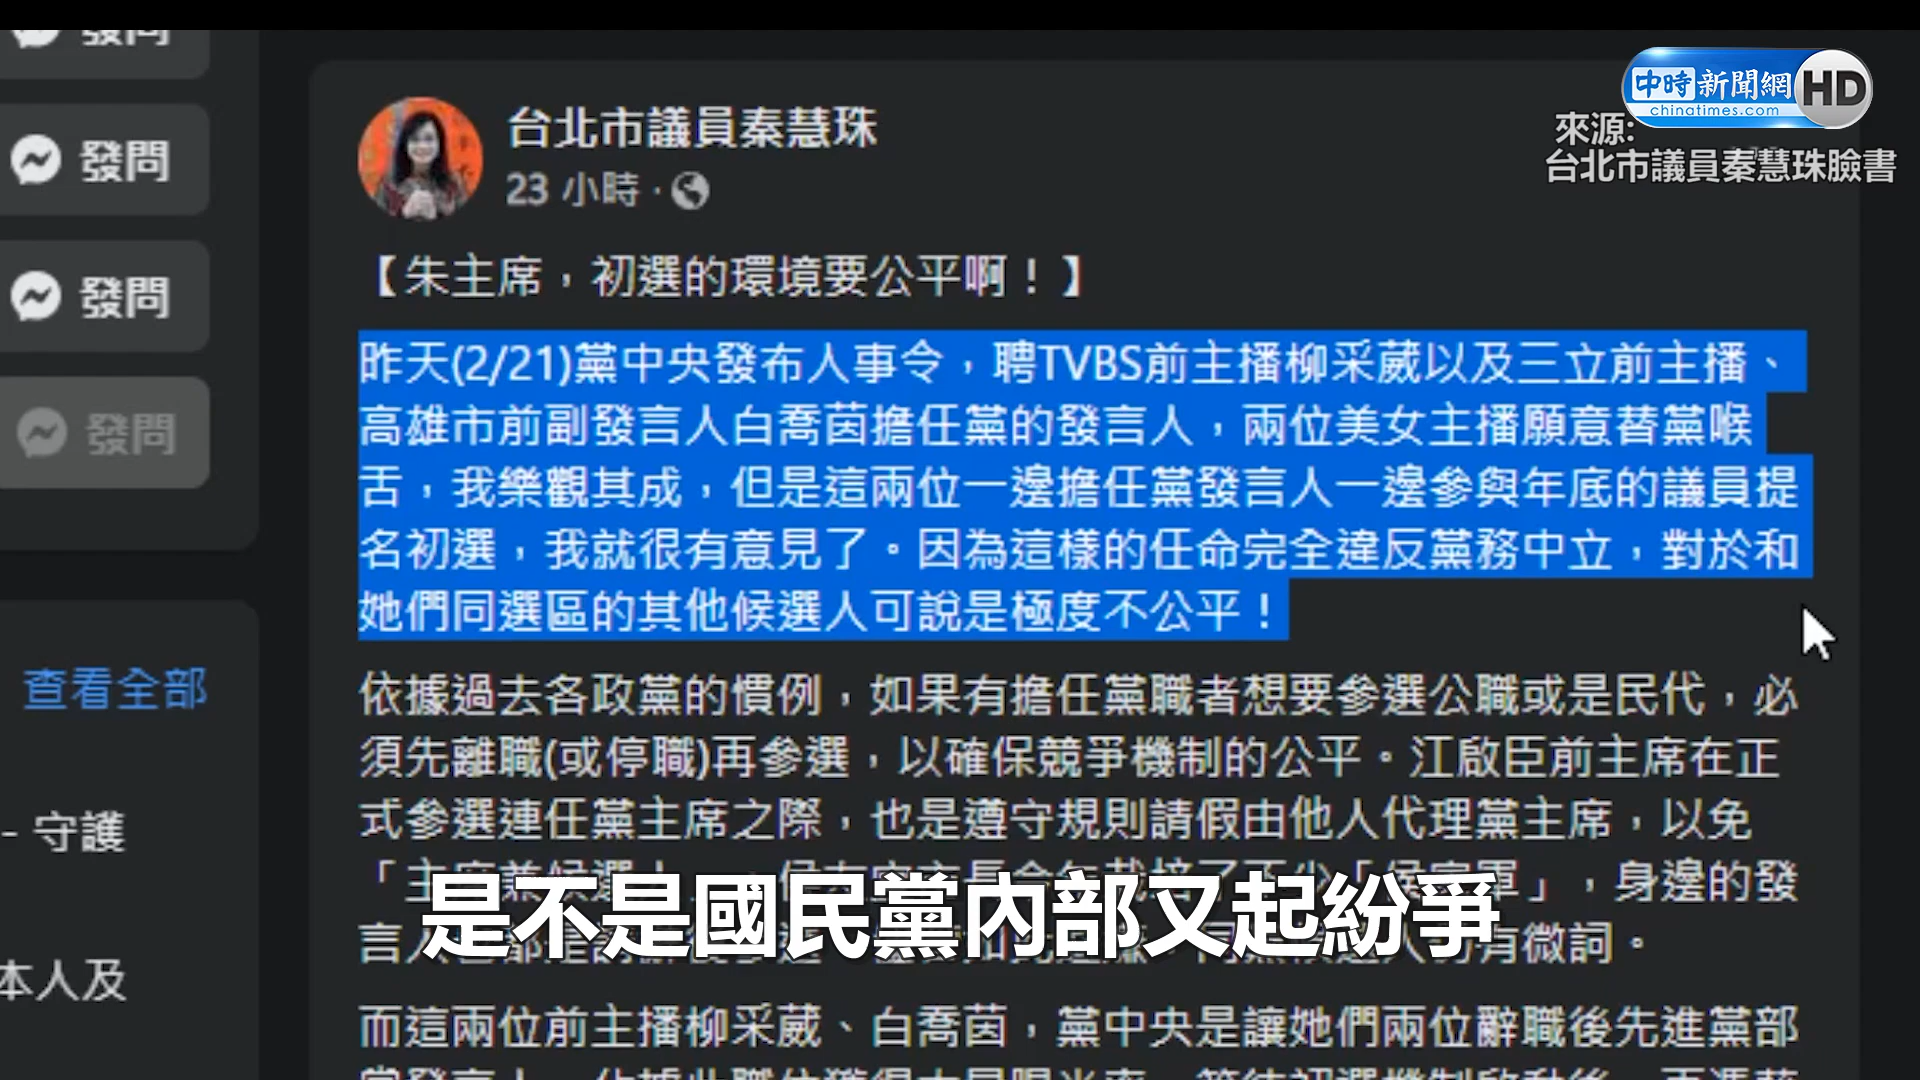 發問
發問
發問
發問
查看全部
- 守護
本人及
中時新聞網 HD
chinatimes.com
來源:
台北市議員秦慧珠臉書
台北市議員秦慧珠
23 小時 ·
【朱主席，初選的環境要公平啊！】
昨天(2/21)黨中央發布人事令，聘TVBS前主播柳采葳以及三立前主播、
高雄市前副發言人白喬茵擔任黨的發言人，兩位美女主播願意替黨喉
舌，我樂觀其成，但是這兩位一邊擔任黨發言人一邊參與年底的議員提
名初選，我就很有意見了。因為這樣的任命完全違反黨務中立，對於和
她們同選區的其他候選人可說是極度不公平！
依據過去各政黨的慣例，如果有擔任黨職者想要參選公職或是民代，必
須先離職(或停職)再參選，以確保競爭機制的公平。江啟臣前主席在正
式參選連任黨主席之際，也是遵守規則請假由他人代理黨主席，以免
，身邊的發
有微詞。
是不是國民黨內部又起紛爭
而這兩位前主播柳采葳、白喬茵，黨中央是讓她們兩位辭職後先進黨部